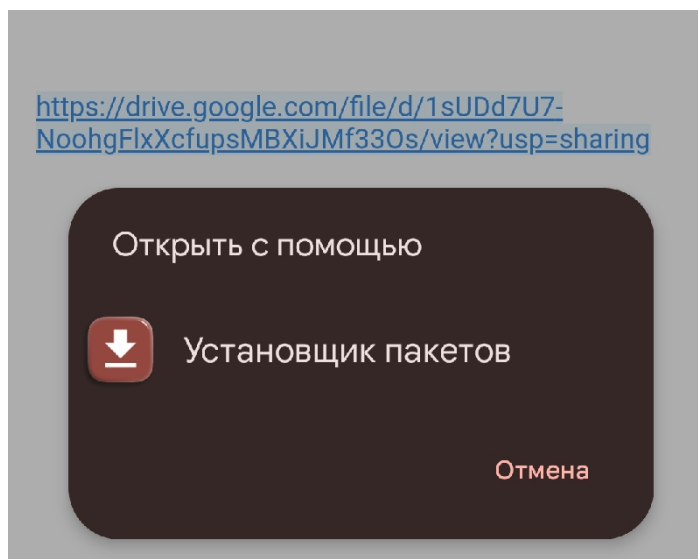 https://drive.google.com/file/d/1sUDd7U7-
NoohgFlxXcfupsMBXiJMf33Os/view?usp=sharing
Открыть с помощью
Установщик пакетов
Отмена